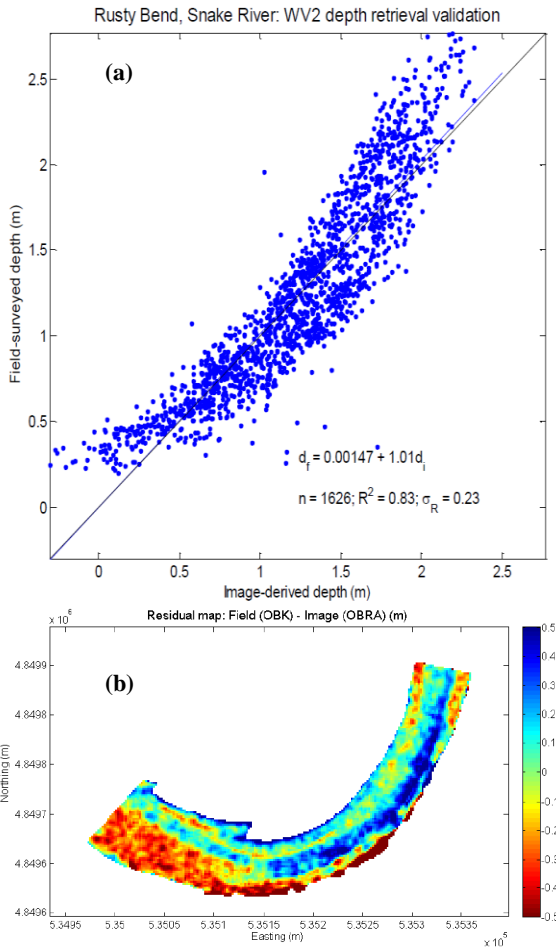 Rusty Bend, Snake River: WV2 depth retrieval validation
(a)
2.5
2
1.5
1
0.5
0
Field-surveyed depth (m)
d_f = 0.00147 + 1.01d_i
n = 1626; R² = 0.83; σ_R = 0.23
0 0.5 1 1.5 2 2.5
Image-derived depth (m)
Residual map: Field (OBK) - Image (OBRA) (m)
x 10⁶
(b)
4.8499
4.8498
4.8498
4.8497
4.8497
4.8496
4.8496
Northing (m)
0.5
0.4
0.3
0.2
0.1
0
-0.1
-0.2
-0.3
-0.4
-0.5
5.3495 5.35 5.3505 5.351 5.3515 5.352 5.3525 5.353 5.3535
Easting (m)
x 10⁵